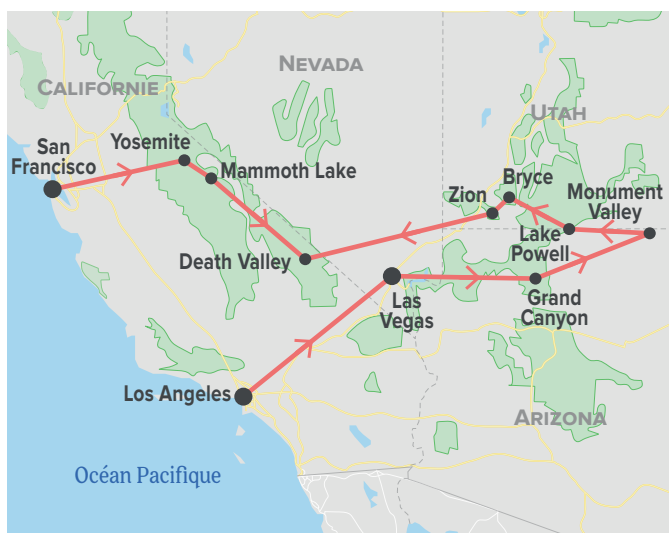 NEVADA
CALIFORNIE
UTAH
Yosemite
San
Francisco
Mammoth Lake
Bryce
Zion
Monument
Valley
Lake
Powell
Death Valley
Las
Vegas
Grand
Canyon
Los Angeles
ARIZONA
Océan Pacifique